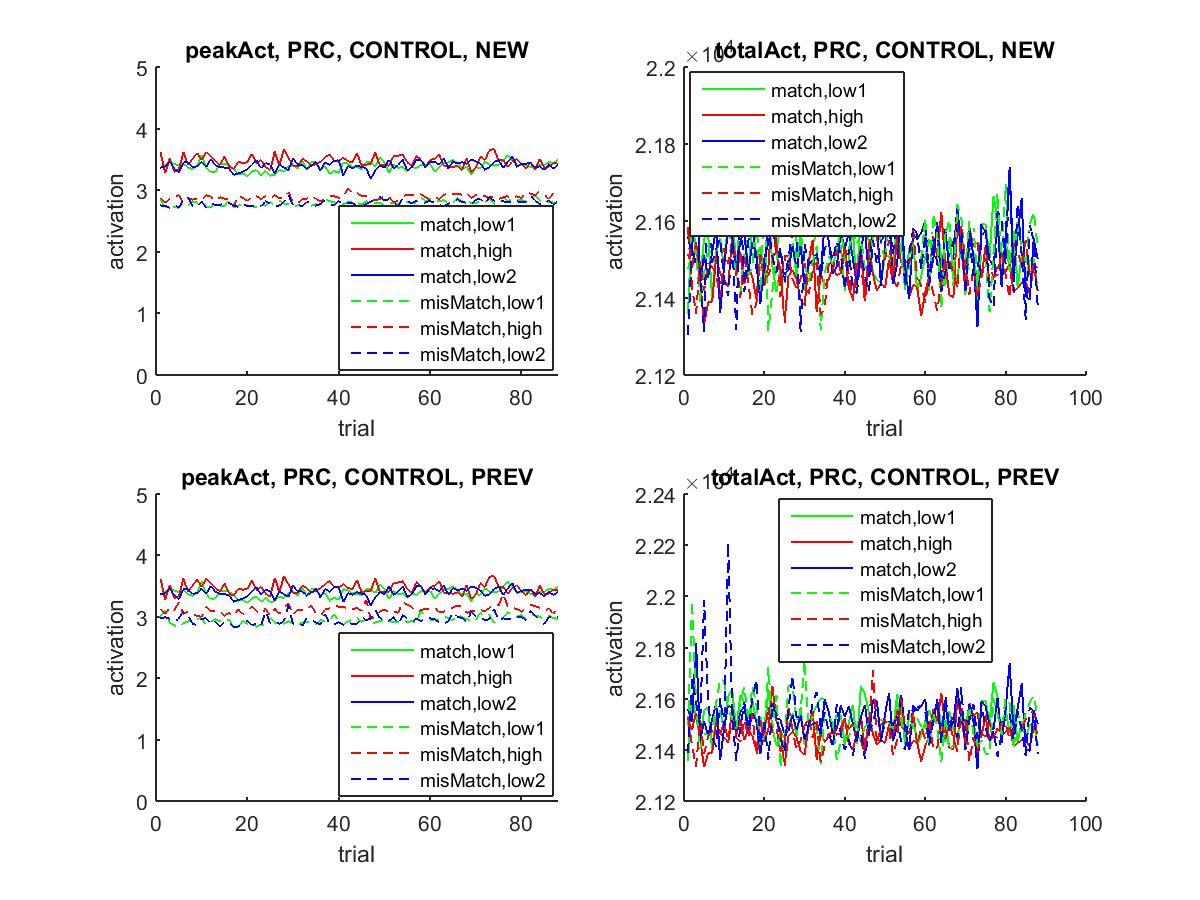 peakAct, PRC, CONTROL, NEW
5
4
3
2
1
0
0 20 40 60 80
activation
trial
match,low1
match,high
match,low2
misMatch,low1
misMatch,high
misMatch,low2
totalAct, PRC, CONTROL, NEW
×10⁴
2.2
2.18
2.16
2.14
2.12
0 20 40 60 80 100
activation
trial
match,low1
match,high
match,low2
misMatch,low1
misMatch,high
misMatch,low2
peakAct, PRC, CONTROL, PREV
5
4
3
2
1
0
0 20 40 60 80
activation
trial
match,low1
match,high
match,low2
misMatch,low1
misMatch,high
misMatch,low2
totalAct, PRC, CONTROL, PREV
×10⁴
2.24
2.22
2.2
2.18
2.16
2.14
2.12
0 20 40 60 80 100
activation
trial
match,low1
match,high
match,low2
misMatch,low1
misMatch,high
misMatch,low2